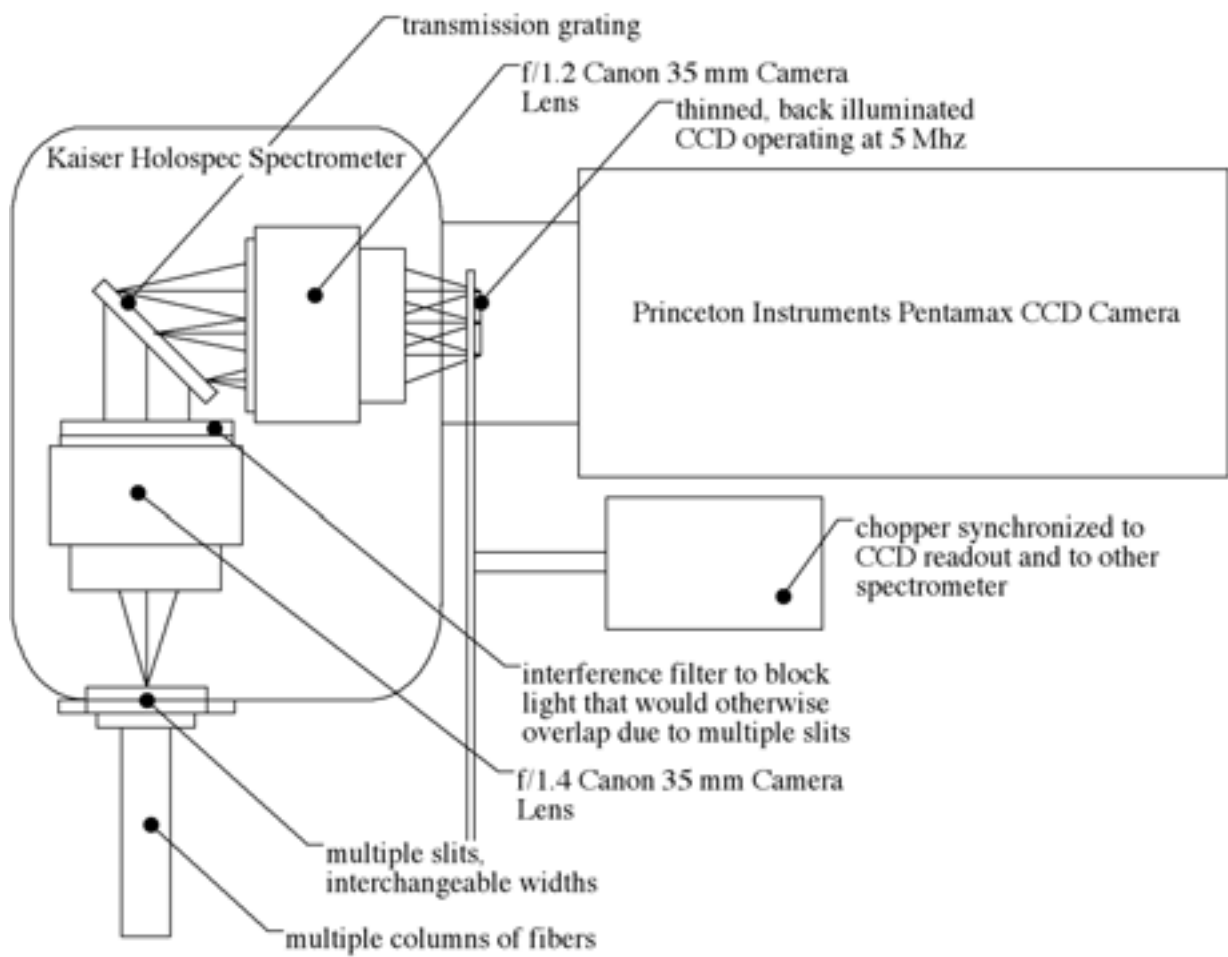 transmission grating
f/1.2 Canon 35 mm Camera
Lens
thinned, back illuminated
CCD operating at 5 Mhz
Kaiser Holospec Spectrometer
Princeton Instruments Pentamax CCD Camera
chopper synchronized to
CCD readout and to other
spectrometer
interference filter to block
light that would otherwise
overlap due to multiple slits
f/1.4 Canon 35 mm Camera
Lens
multiple slits,
interchangeable widths
multiple columns of fibers